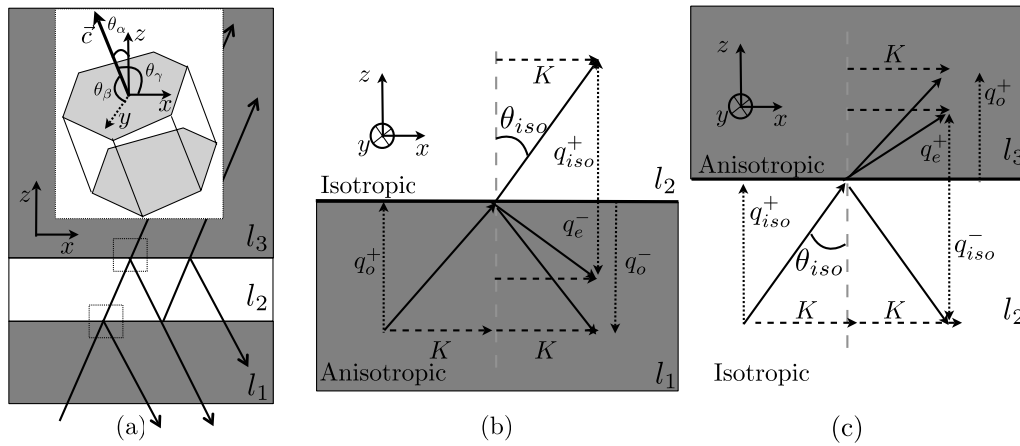 θ_α
c⃗
z
θ_γ
θ_β
x
y
z
x
l_3
l_2
l_1
(a)
z
y
x
K
θ_iso
q_iso^+
Isotropic
l_2
q_o^+
q_e^-
q_o^-
K
K
Anisotropic
l_1
(b)
z
y
x
K
q_o^+
q_e^+
Anisotropic
l_3
q_iso^+
θ_iso
q_iso^-
K
K
l_2
Isotropic
(c)